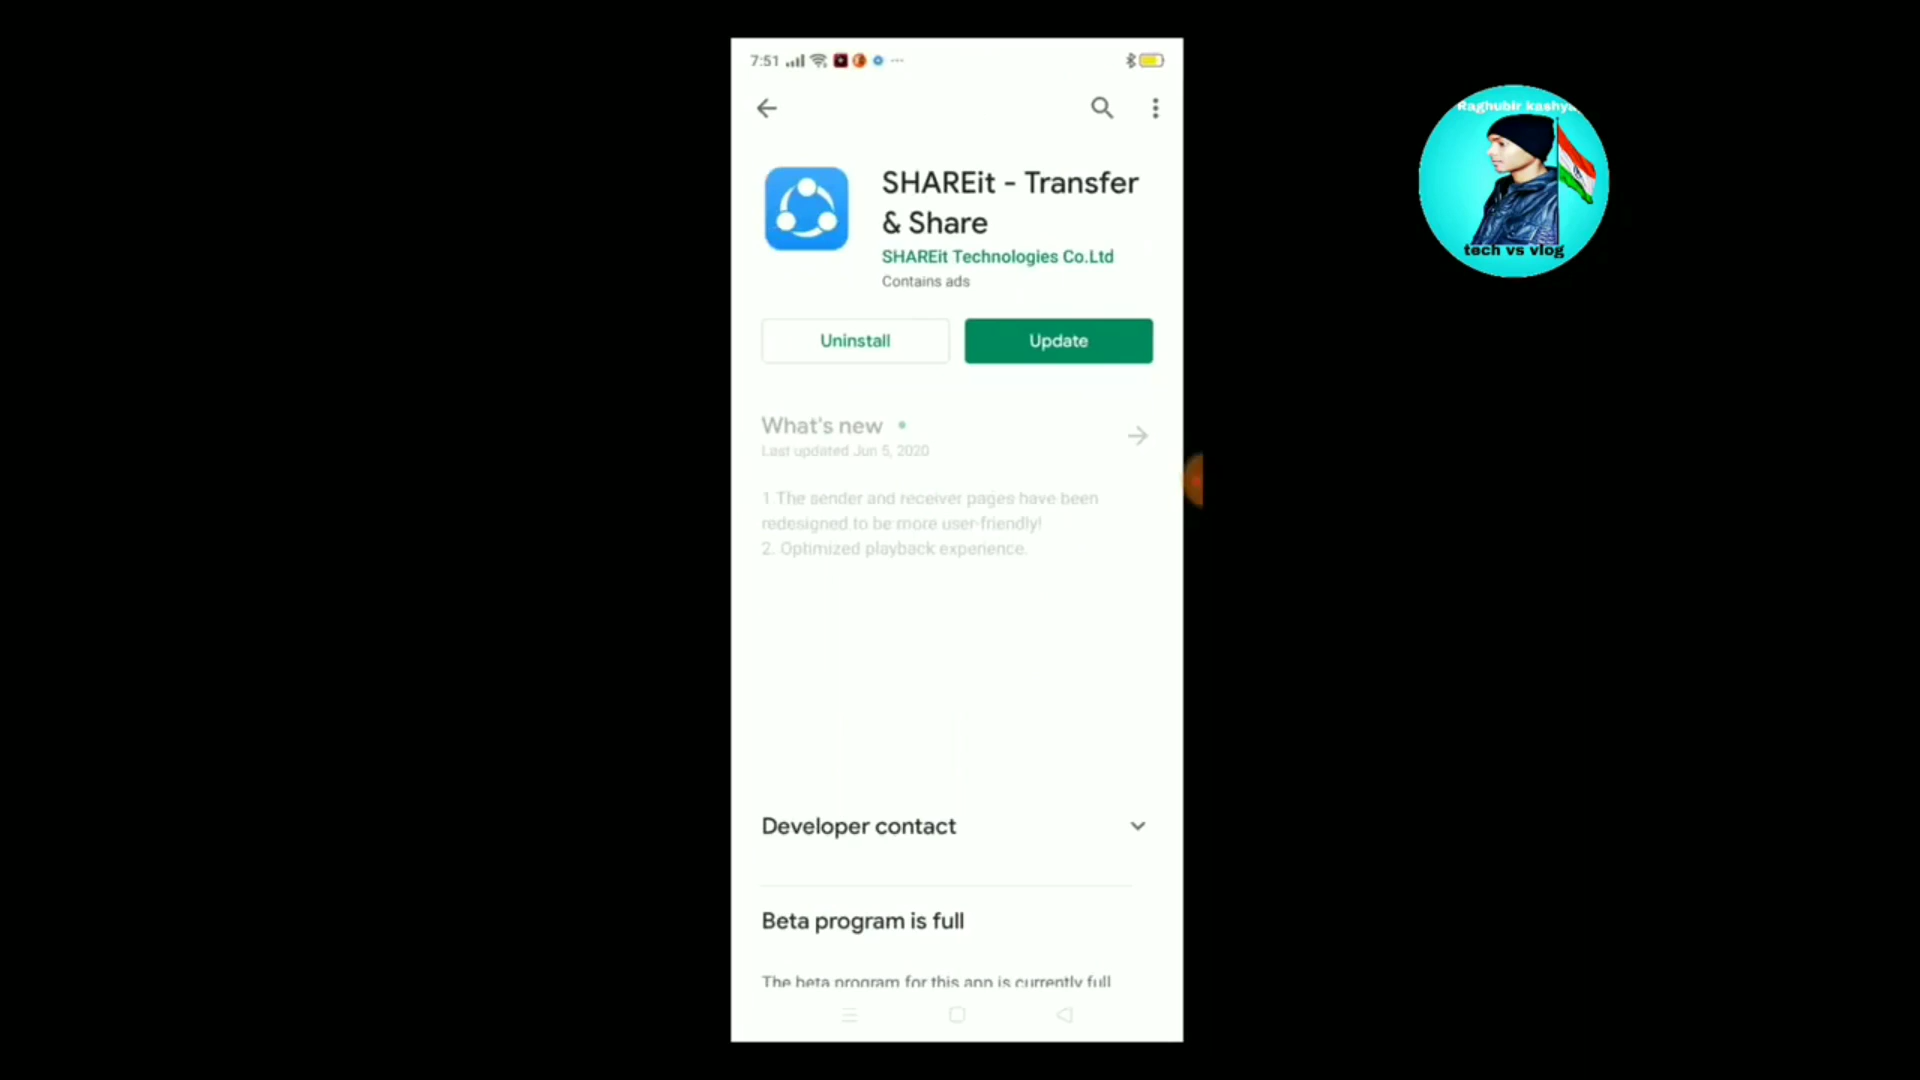 7:51
SHAREit - Transfer
& Share
SHAREit Technologies Co.Ltd
Contains ads
Uninstall
Update
What's new
Last updated Jun 5, 2020
1 The sender and receiver pages have been
redesigned to be more user-friendly!
2. Optimized playback experience.
Developer contact
Beta program is full
The beta program for this app is currently full
Raghubir kashya
tech vs vlog